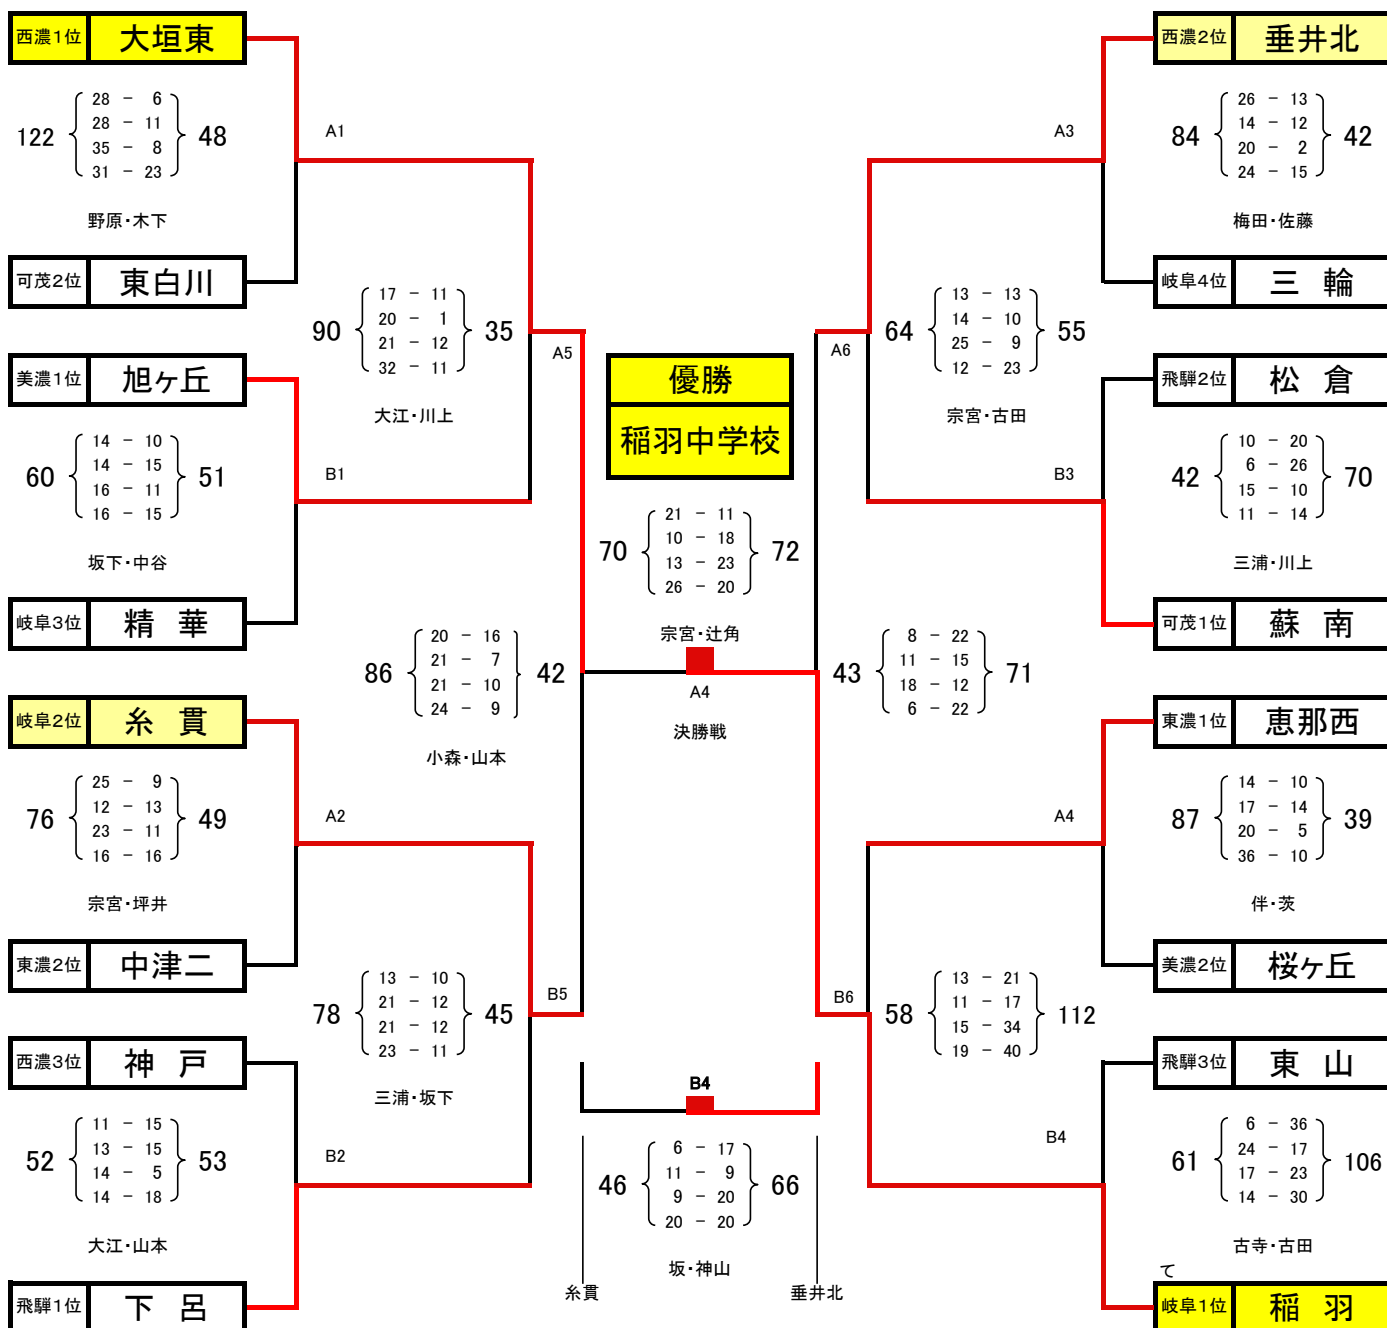 西濃1位 大垣東
122 48
28 - 6
28 - 11
35 - 8
31 - 23
野原・木下
A1
可茂2位 東白川
90 35
17 - 11
20 - 1
21 - 12
32 - 11
大江・川上
A5
美濃1位 旭ヶ丘
60 51
14 - 10
14 - 15
16 - 11
16 - 15
坂下・中谷
B1
岐阜3位 精 華
86 42
20 - 16
21 - 7
21 - 10
24 - 9
小森・山本
岐阜2位 糸 貫
76 49
25 - 9
12 - 13
23 - 11
16 - 16
宗宮・坪井
A2
東濃2位 中津二
78 45
13 - 10
21 - 12
21 - 12
23 - 11
三浦・坂下
B5
西濃3位 神 戸
52 53
11 - 15
13 - 15
14 - 5
14 - 18
大江・山本
B2
飛騨1位 下 呂
優勝
稲羽中学校
70 72
21 - 11
10 - 18
13 - 23
26 - 20
宗宮・辻角
A4
決勝戦
B4
46 66
6 - 17
11 - 9
9 - 20
20 - 20
坂・神山
糸貫
垂井北
西濃2位 垂井北
84 42
26 - 13
14 - 12
20 - 2
24 - 15
梅田・佐藤
A3
岐阜4位 三 輪
64 55
13 - 13
14 - 10
25 - 9
12 - 23
宗宮・古田
A6
飛騨2位 松 倉
42 70
10 - 20
6 - 26
15 - 10
11 - 14
三浦・川上
B3
可茂1位 蘇 南
43 71
8 - 22
11 - 15
18 - 12
6 - 22
東濃1位 恵那西
87 39
14 - 10
17 - 14
20 - 5
36 - 10
伴・茨
A4
美濃2位 桜ヶ丘
58 112
13 - 21
11 - 17
15 - 34
19 - 40
B6
飛騨3位 東 山
61 106
6 - 36
24 - 17
17 - 23
14 - 30
古寺・古田
B4
て
岐阜1位 稲 羽